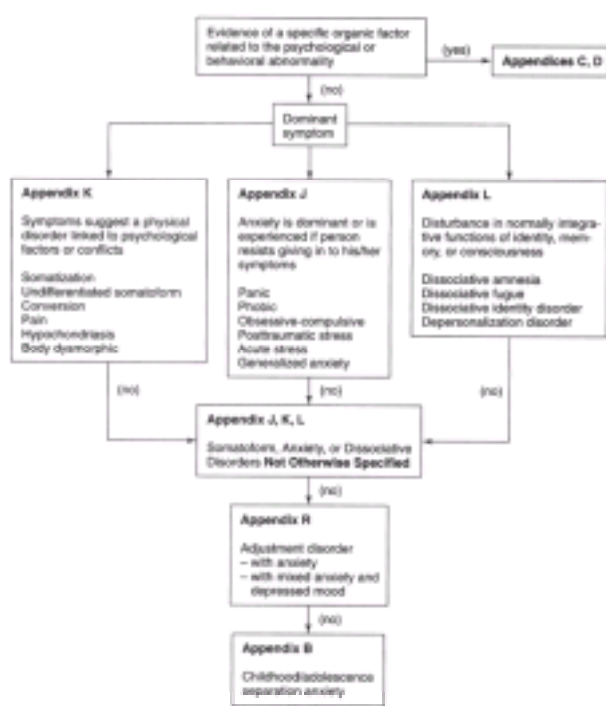 Evidence of a specific organic factor
related to the psychological or
behavioral abnormality
(yes)
Appendices C, D
(no)
Dominant
symptom
Appendix K
Symptoms suggest a physical
disorder linked to psychological
factors or conflicts
Somatization
Undifferentiated somatoform
Conversion
Pain
Hypochondriasis
Body dysmorphic
(no)
Appendix J
Anxiety is dominant or is
experienced if person
resists giving in to his/her
symptoms
Panic
Phobic
Obsessive-compulsive
Posttraumatic stress
Acute stress
Generalized anxiety
(no)
Appendix L
Disturbance in normally integra-
tive functions of identity, mem-
ory, or consciousness
Dissociative amnesia
Dissociative fugue
Dissociative identity disorder
Depersonalization disorder
(no)
Appendix J, K, L
Somatoform, Anxiety, or Dissociative
Disorders Not Otherwise Specified
(no)
Appendix R
Adjustment disorder
– with anxiety
– with mixed anxiety and
depressed mood
(no)
Appendix B
Childhood/adolescence
separation anxiety